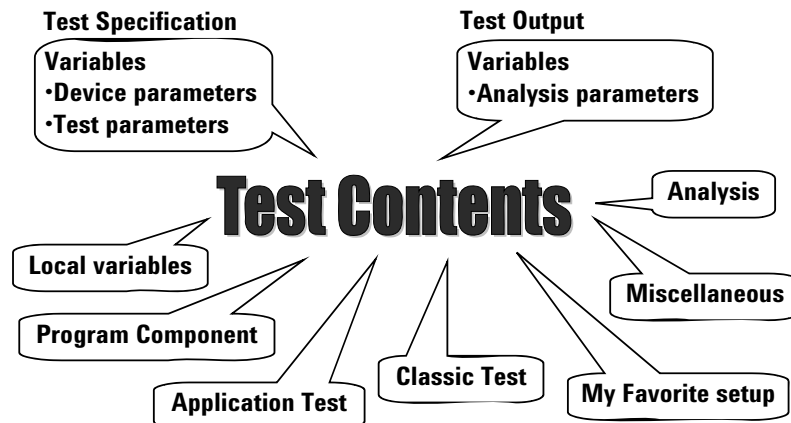 Test Specification
Variables
•Device parameters
•Test parameters
Test Output
Variables
•Analysis parameters
Test Contents
Analysis
Local variables
Miscellaneous
Program Component
Classic Test
My Favorite setup
Application Test